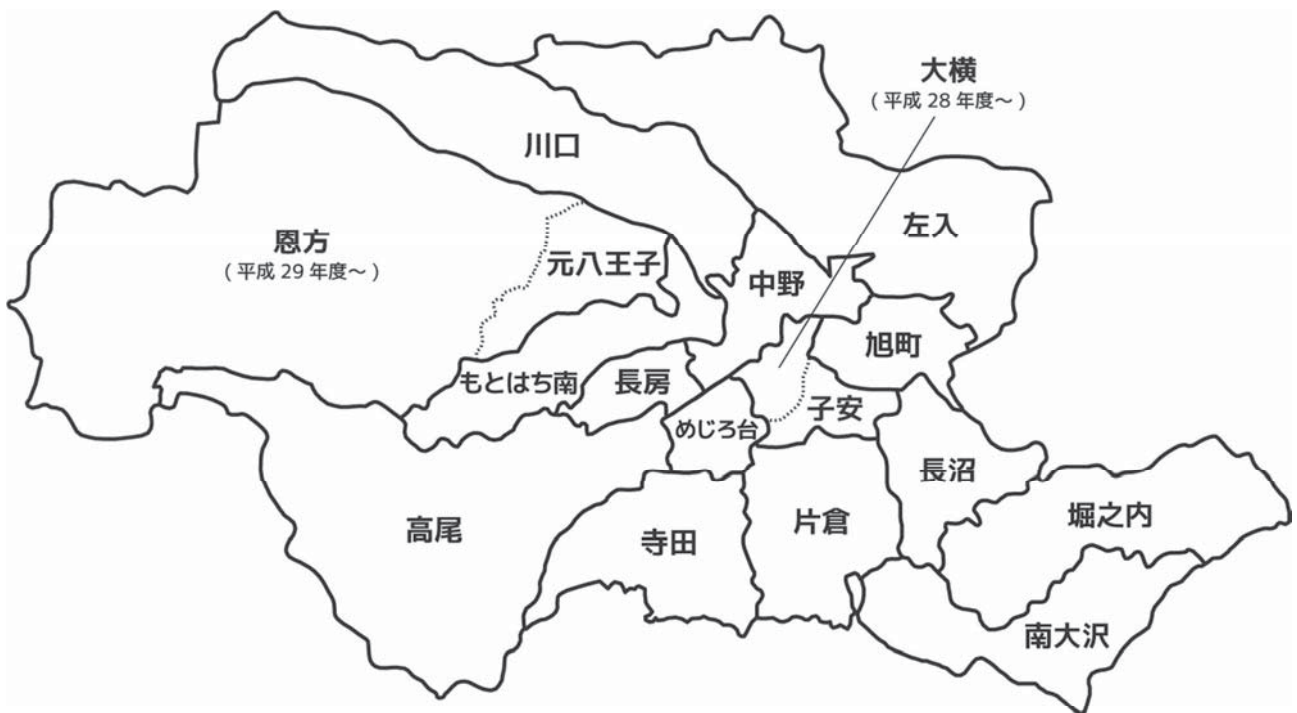 大横
(平成 28 年度～)
川口
左入
恩方
(平成 29 年度～)
元八王子
中野
旭町
もとはち南
長房
めじろ台
子安
長沼
高尾
寺田
片倉
堀之内
南大沢